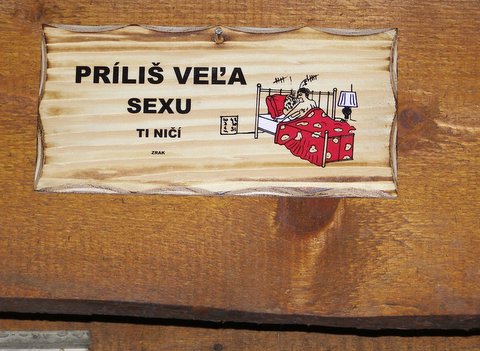 PRÍLIŠ VEĽA
SEXU
TI NIČÍ
ZRAK